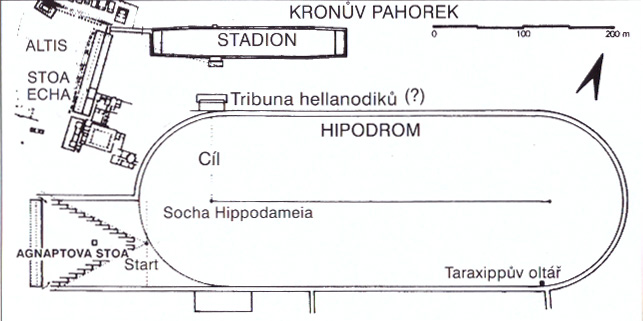 KRONŮV PAHOREK
ALTIS
STADION
0 100 200 m
STOA
ECHA
Tribuna hellanodiků (?)
HIPODROM
Cíl
Socha Hippodameia
AGNAPTOVA STOA
Start
Taraxippův oltář